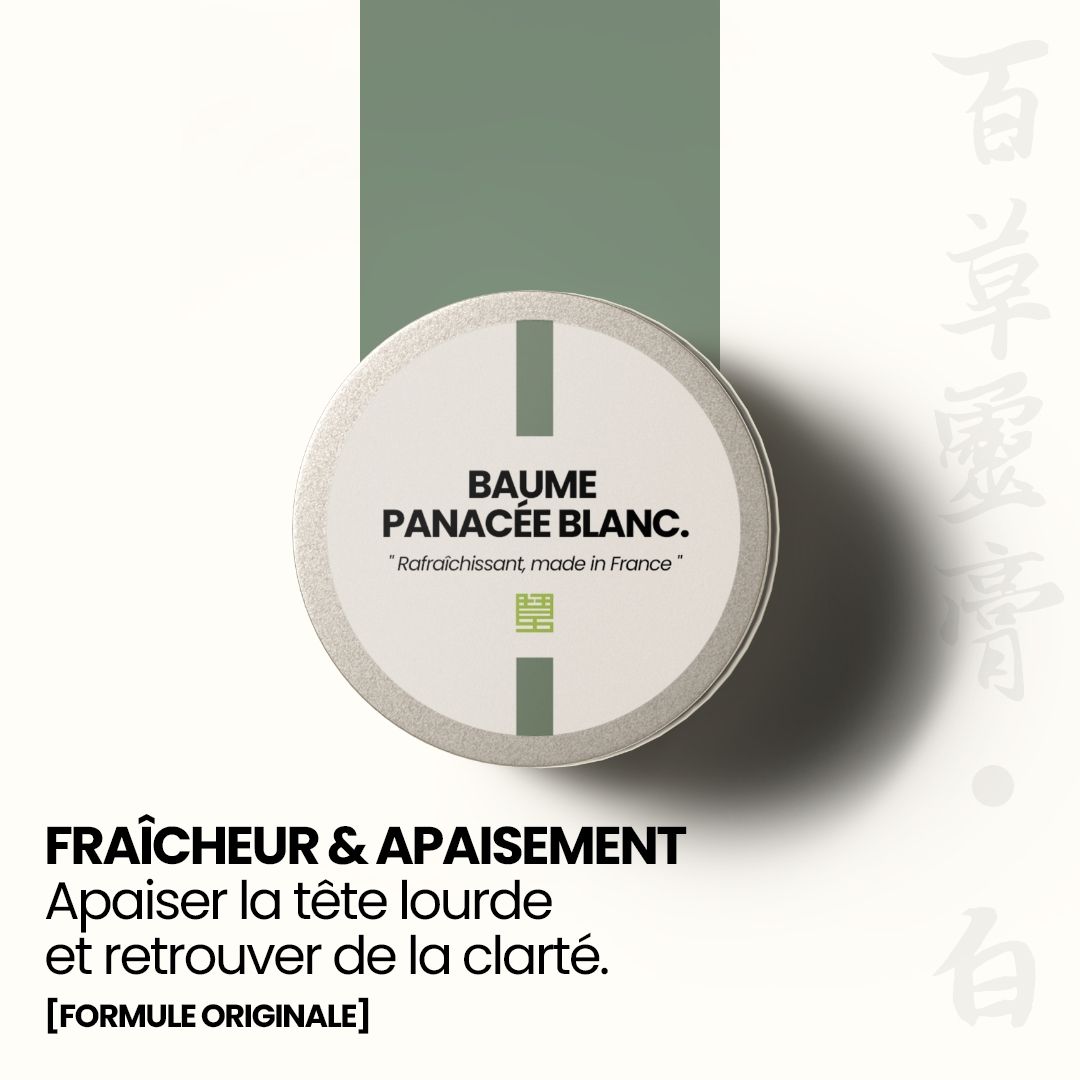 BAUME
PANACÉE BLANC.
" Rafraîchissant, made in France "
FRAÎCHEUR & APAISEMENT
Apaiser la tête lourde
et retrouver de la clarté.
[FORMULE ORIGINALE]
百草靈膏・白